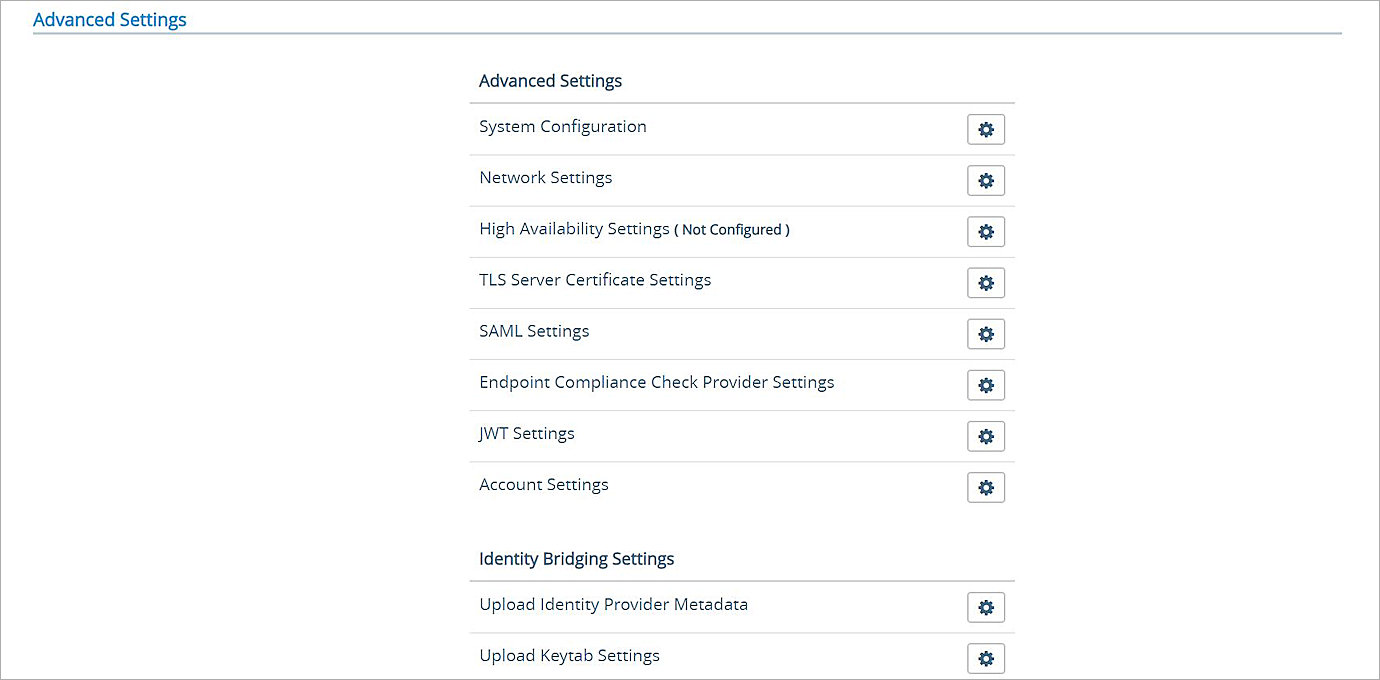 Advanced Settings
Advanced Settings
System Configuration
Network Settings
High Availability Settings ( Not Configured )
TLS Server Certificate Settings
SAML Settings
Endpoint Compliance Check Provider Settings
JWT Settings
Account Settings
Identity Bridging Settings
Upload Identity Provider Metadata
Upload Keytab Settings